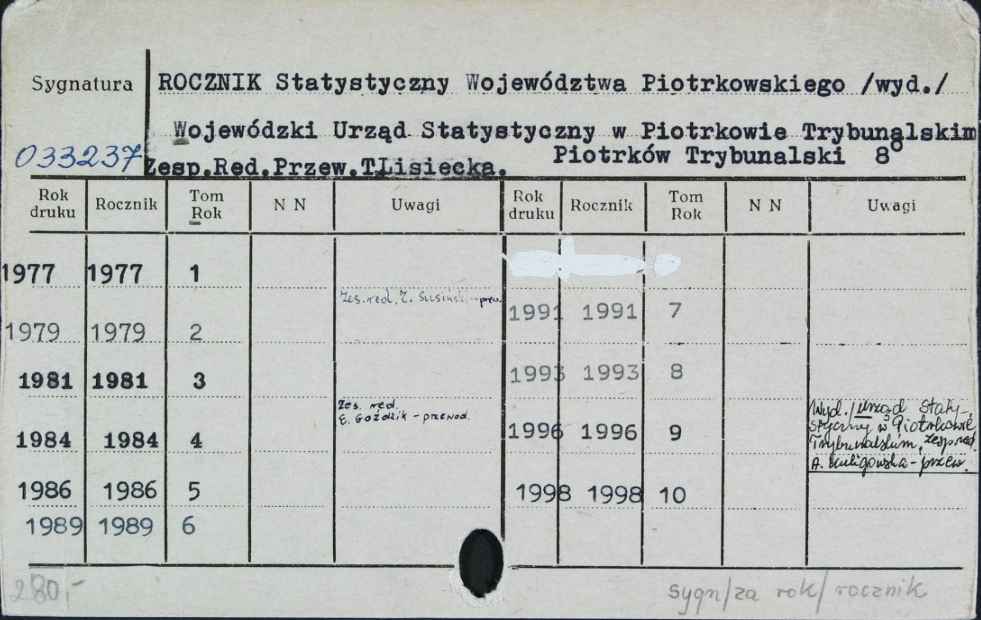 Sygnatura ROCZNIK Statystyczny Województwa Piotrkowskiego /wyd./
Wojewódzki Urząd Statystyczny w Piotrkowie Trybunalskim
033237 Zesp.Red.Przew.T.Lisiecka. Piotrków Trybunalski 8°
Rok druku Rocznik Tom Rok N N Uwagi Rok druku Rocznik Tom Rok N N Uwagi
1977 1977 1
Zes. red. Z. przew.
1991 1991 7
1979 1979 2
1993 1993 8
1981 1981 3
Zes. red.
E. Goździk - przewod.
Wyd./Urząd Staty-
styczny w Piotrkowie
Trybunalskim, zesp. red.
A. Kuligowska - przew.
1984 1984 4 1996 1996 9
1986 1986 5 1998 1998 10
1989 1989 6
280,-
sygn/za rok/rocznik